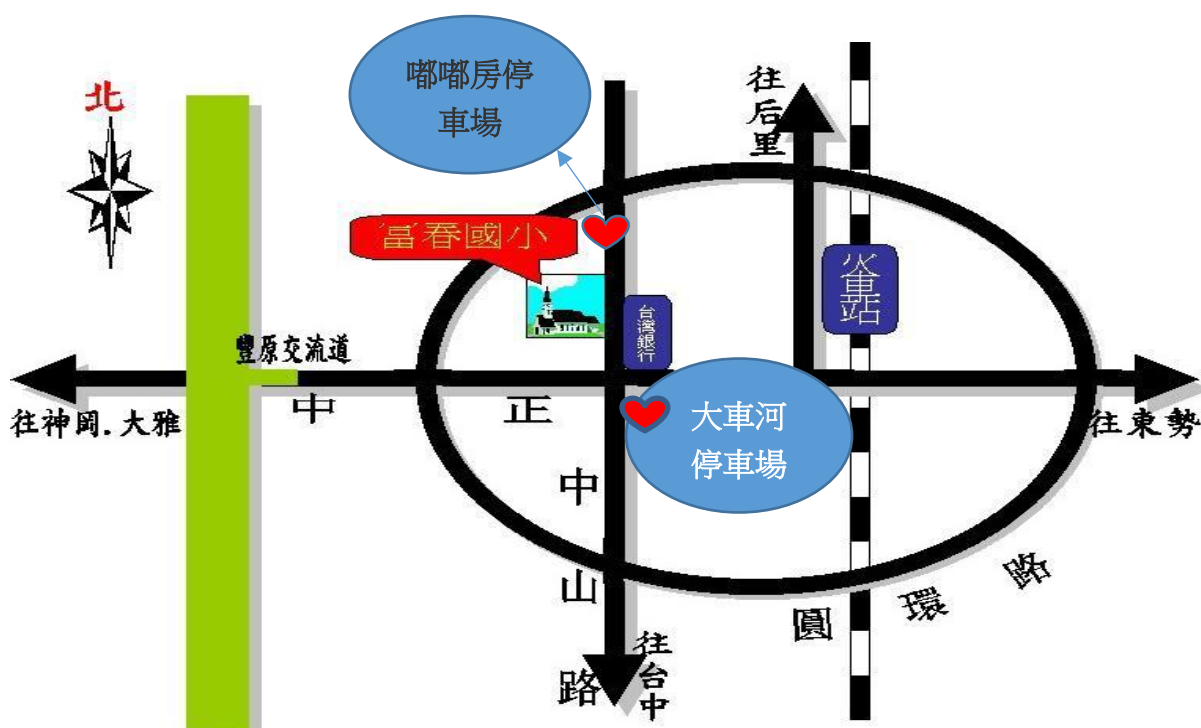 嘟嘟房停
車場
北
往后里
富春國小
火車站
台灣銀行
豐原交流道
往神岡.大雅
中正
大車河
停車場
往東勢
中山路
圓環路
往台中